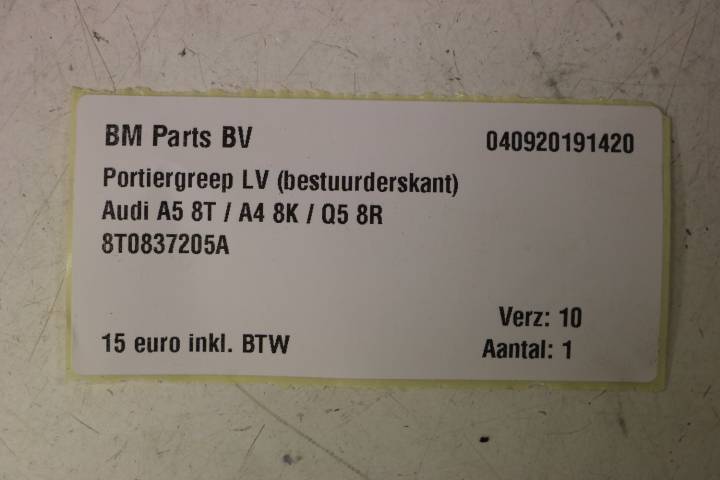 BM Parts BV 040920191420
Portiergreep LV (bestuurderskant)
Audi A5 8T / A4 8K / Q5 8R
8T0837205A
Verz: 10
15 euro inkl. BTW Aantal: 1